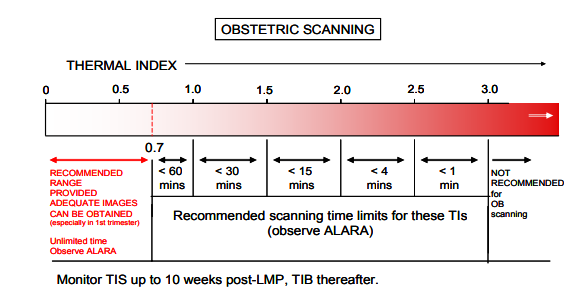 OBSTETRIC SCANNING
THERMAL INDEX
0 0.5 1.0 1.5 2.0 2.5 3.0
0.7
RECOMMENDED
RANGE
PROVIDED
ADEQUATE IMAGES
CAN BE OBTAINED
(especially in 1st trimester)
Unlimited time
Observe ALARA
< 60
mins
< 30
mins
< 15
mins
< 4
mins
< 1
min
NOT
RECOMMENDED
for
OB
scanning
Recommended scanning time limits for these TIs
(observe ALARA)
Monitor TIS up to 10 weeks post-LMP, TIB thereafter.